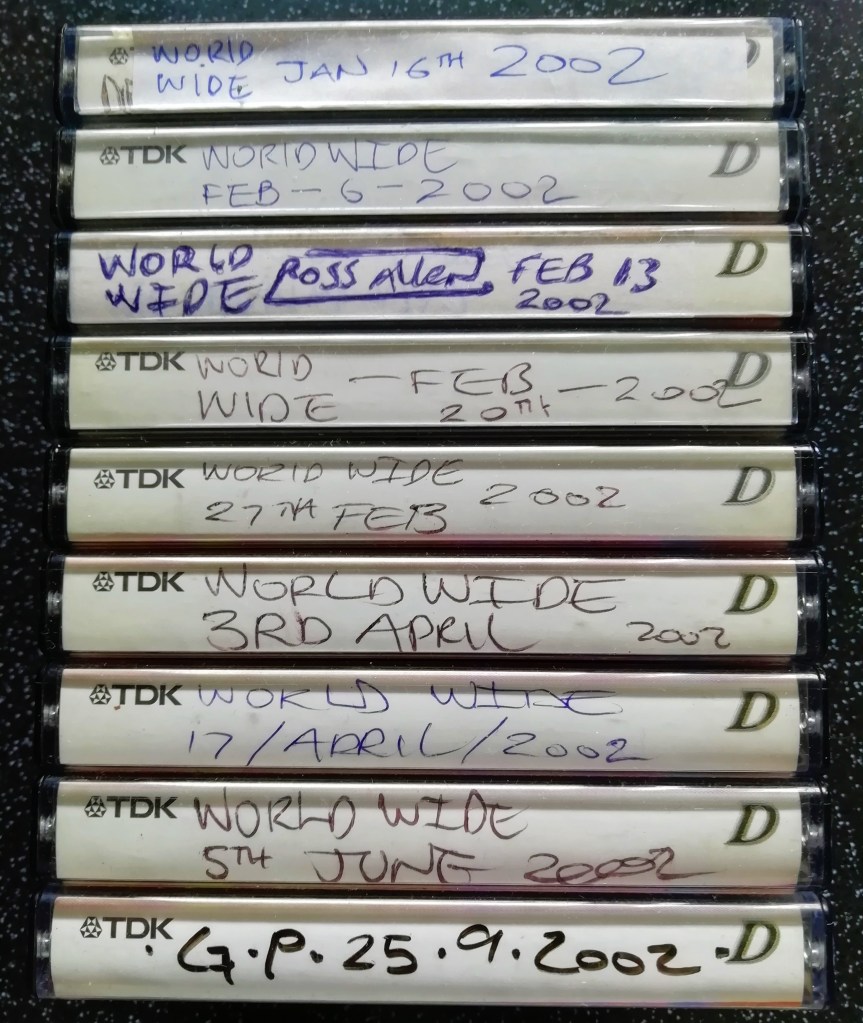 WORLD
WIDE JAN 16TH 2002
D
TDK WORLD WIDE D
FEB - 6 - 2002
WORLD
WIDE ROSS Allen FEB 13
2002
D
TDK WORLD
WIDE - FEB
20TH - 2002
D
TDK WORLD WIDE
27TH FEB 2002
D
TDK WORLD WIDE D
3RD APRIL 2002
TDK WORLD WIDE D
17/APRIL/2002
TDK WORLD WIDE D
5TH JUNE 2002
TDK
·G.P.25.9.2002· D